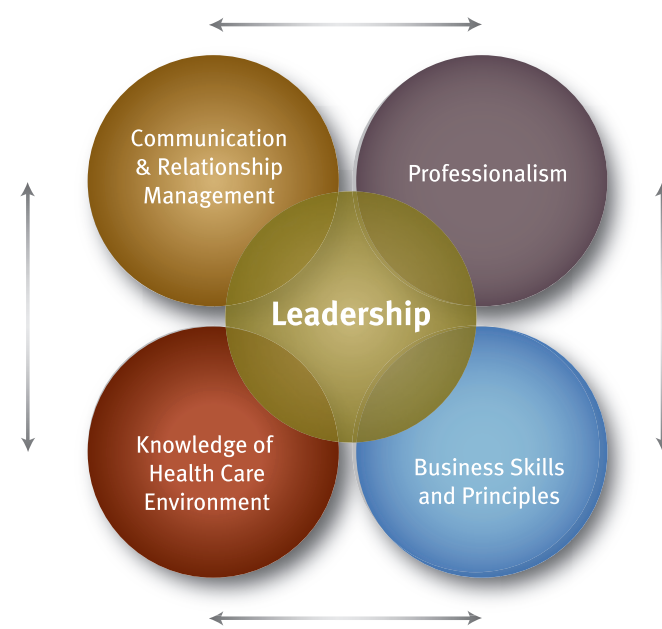 Communication
& Relationship
Management
Professionalism
Leadership
Knowledge of
Health Care
Environment
Business Skills
and Principles